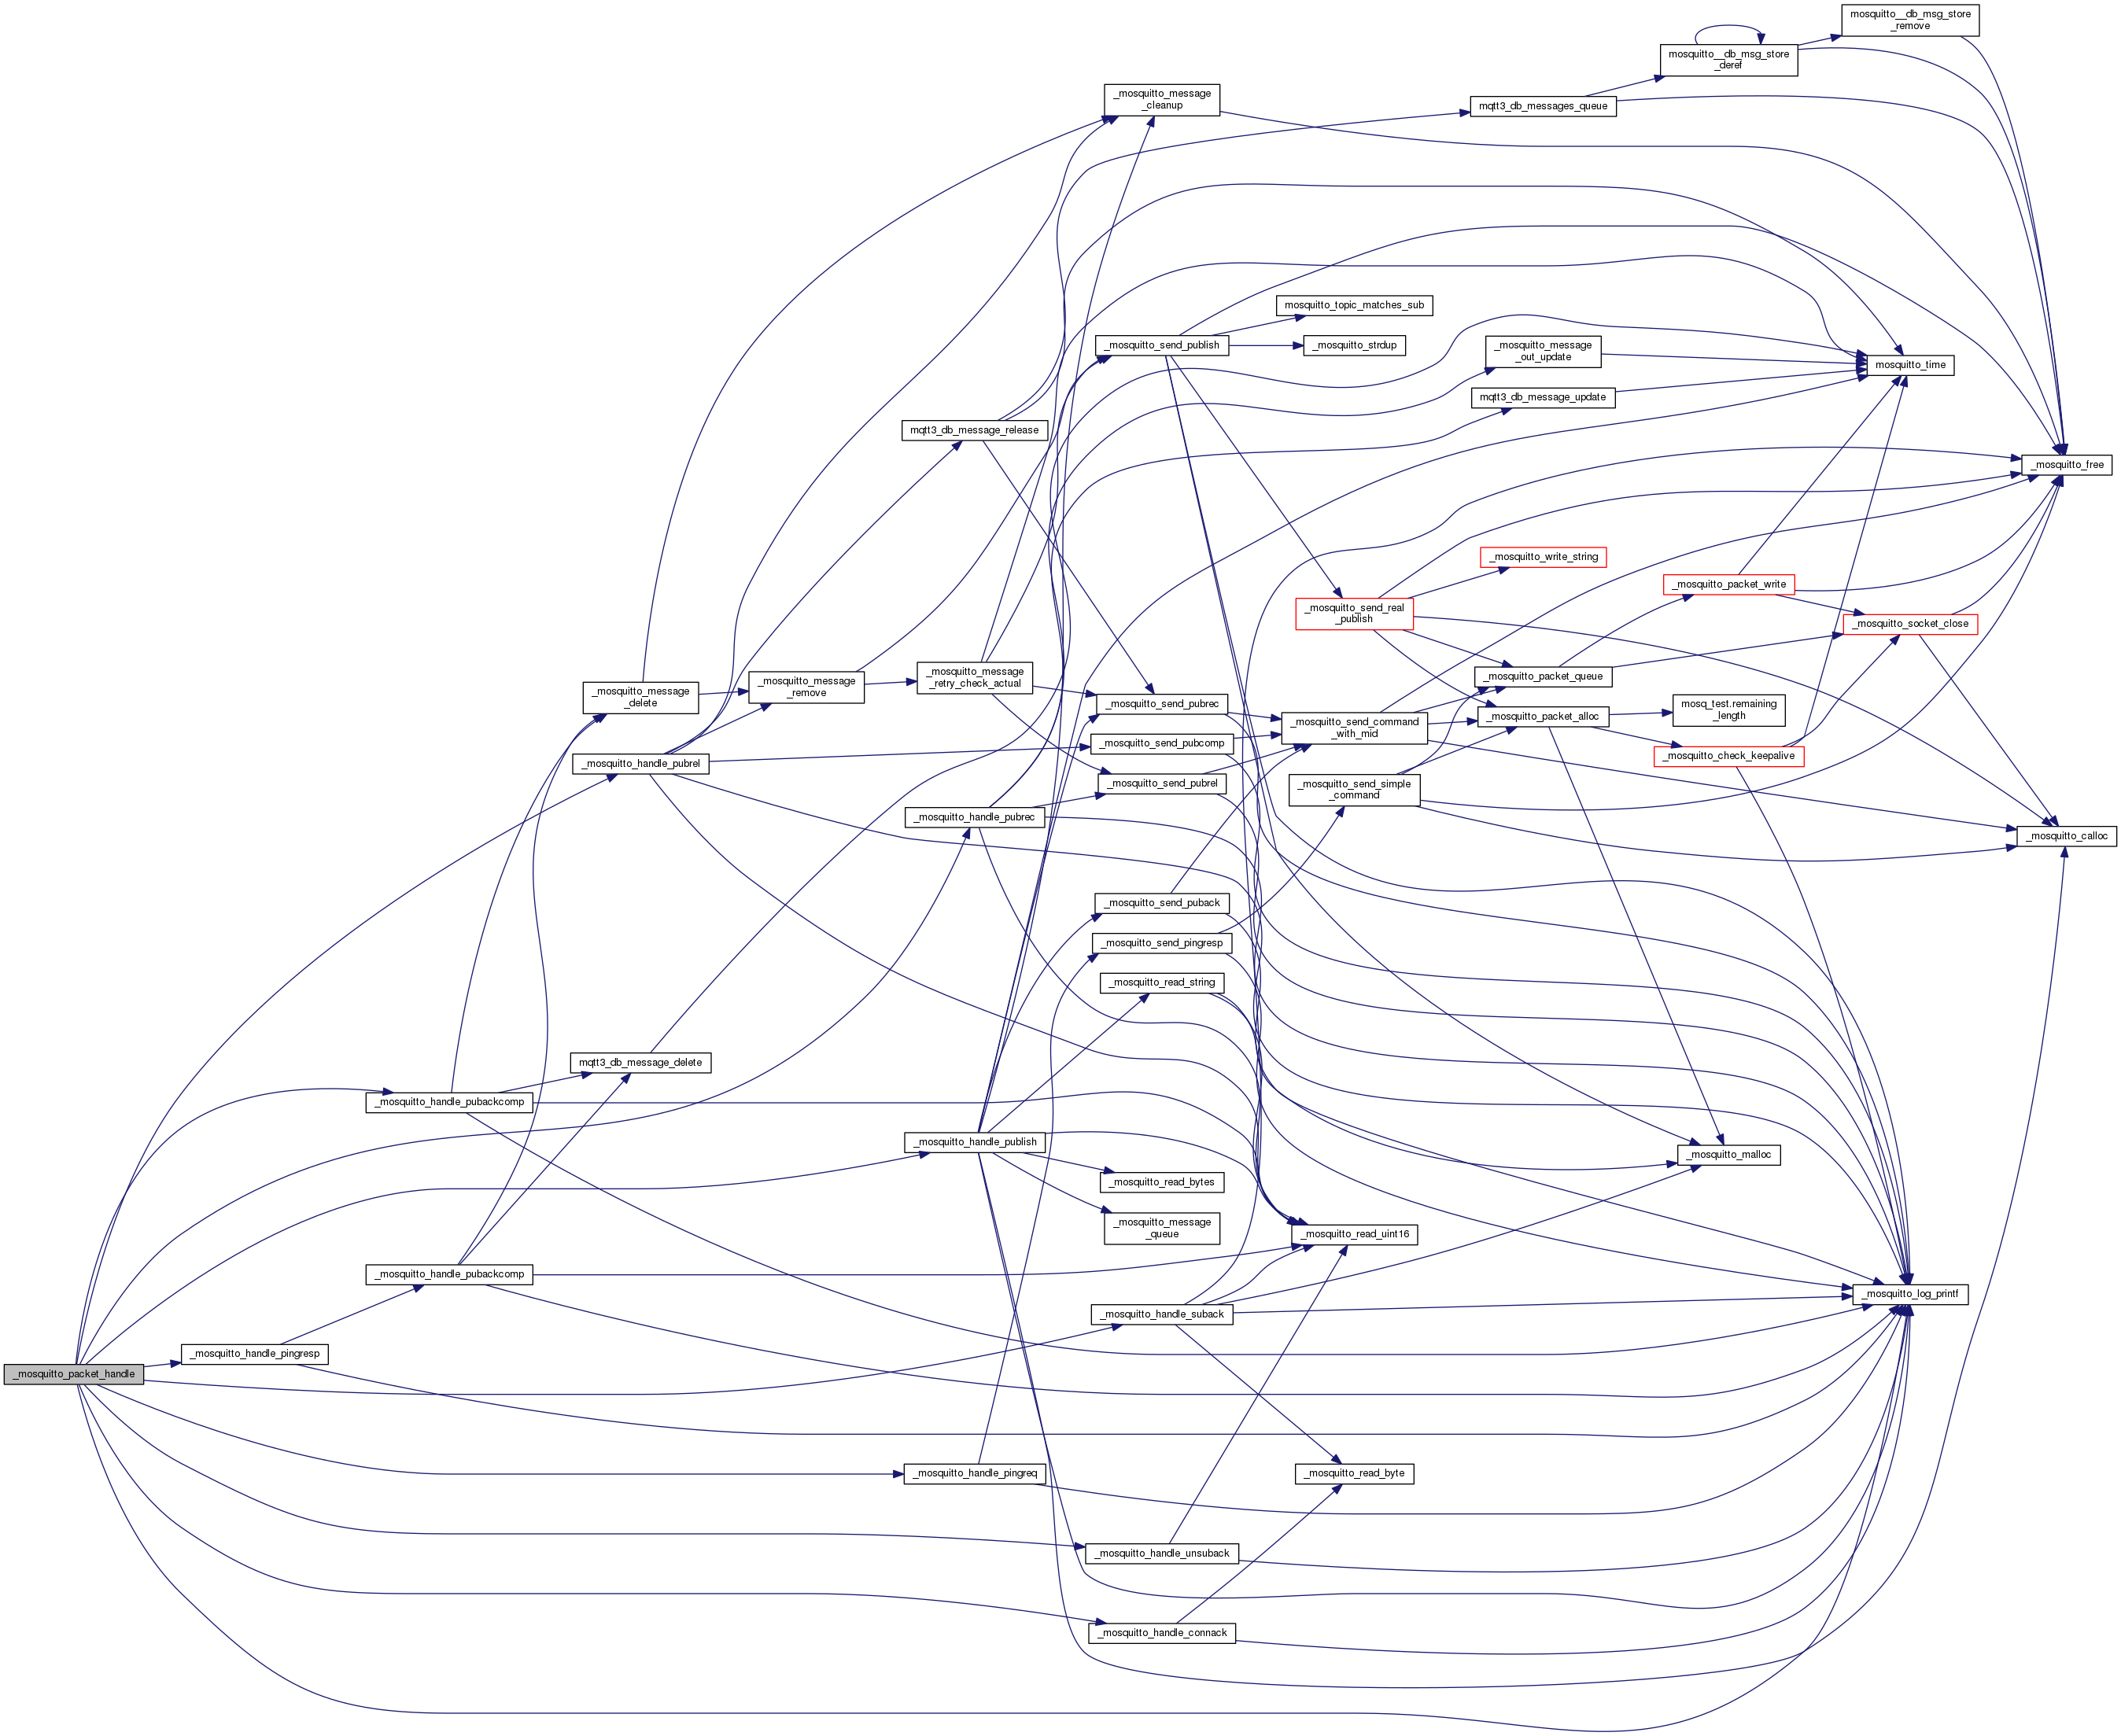 mosquitto__db_msg_store
_remove
mosquitto__db_msg_store
_deref
_mosquitto_message
_cleanup
mqtt3_db_messages_queue
mosquitto_topic_matches_sub
_mosquitto_send_publish
_mosquitto_strdup
_mosquitto_message
_out_update
mosquitto_time
mqtt3_db_message_update
mqtt3_db_message_release
_mosquitto_free
_mosquitto_write_string
_mosquitto_packet_write
_mosquitto_send_real
_publish
_mosquitto_socket_close
_mosquitto_message
_delete
_mosquitto_message
_remove
_mosquitto_message
_retry_check_actual
_mosquitto_packet_queue
_mosquitto_send_pubrec
_mosquitto_send_command
_with_mid
_mosquitto_packet_alloc
mosq_test.remaining
_length
_mosquitto_handle_pubrel
_mosquitto_send_pubcomp
_mosquitto_check_keepalive
_mosquitto_send_pubrel
_mosquitto_send_simple
_command
_mosquitto_handle_pubrec
_mosquitto_calloc
_mosquitto_send_puback
_mosquitto_send_pingresp
_mosquitto_read_string
mqtt3_db_message_delete
_mosquitto_handle_pubackcomp
_mosquitto_handle_publish
_mosquitto_malloc
_mosquitto_read_bytes
_mosquitto_message
_queue
_mosquitto_read_uint16
_mosquitto_handle_pubackcomp
_mosquitto_log_printf
_mosquitto_handle_suback
_mosquitto_handle_pingresp
_mosquitto_packet_handle
_mosquitto_handle_pingreq
_mosquitto_read_byte
_mosquitto_handle_unsuback
_mosquitto_handle_connack